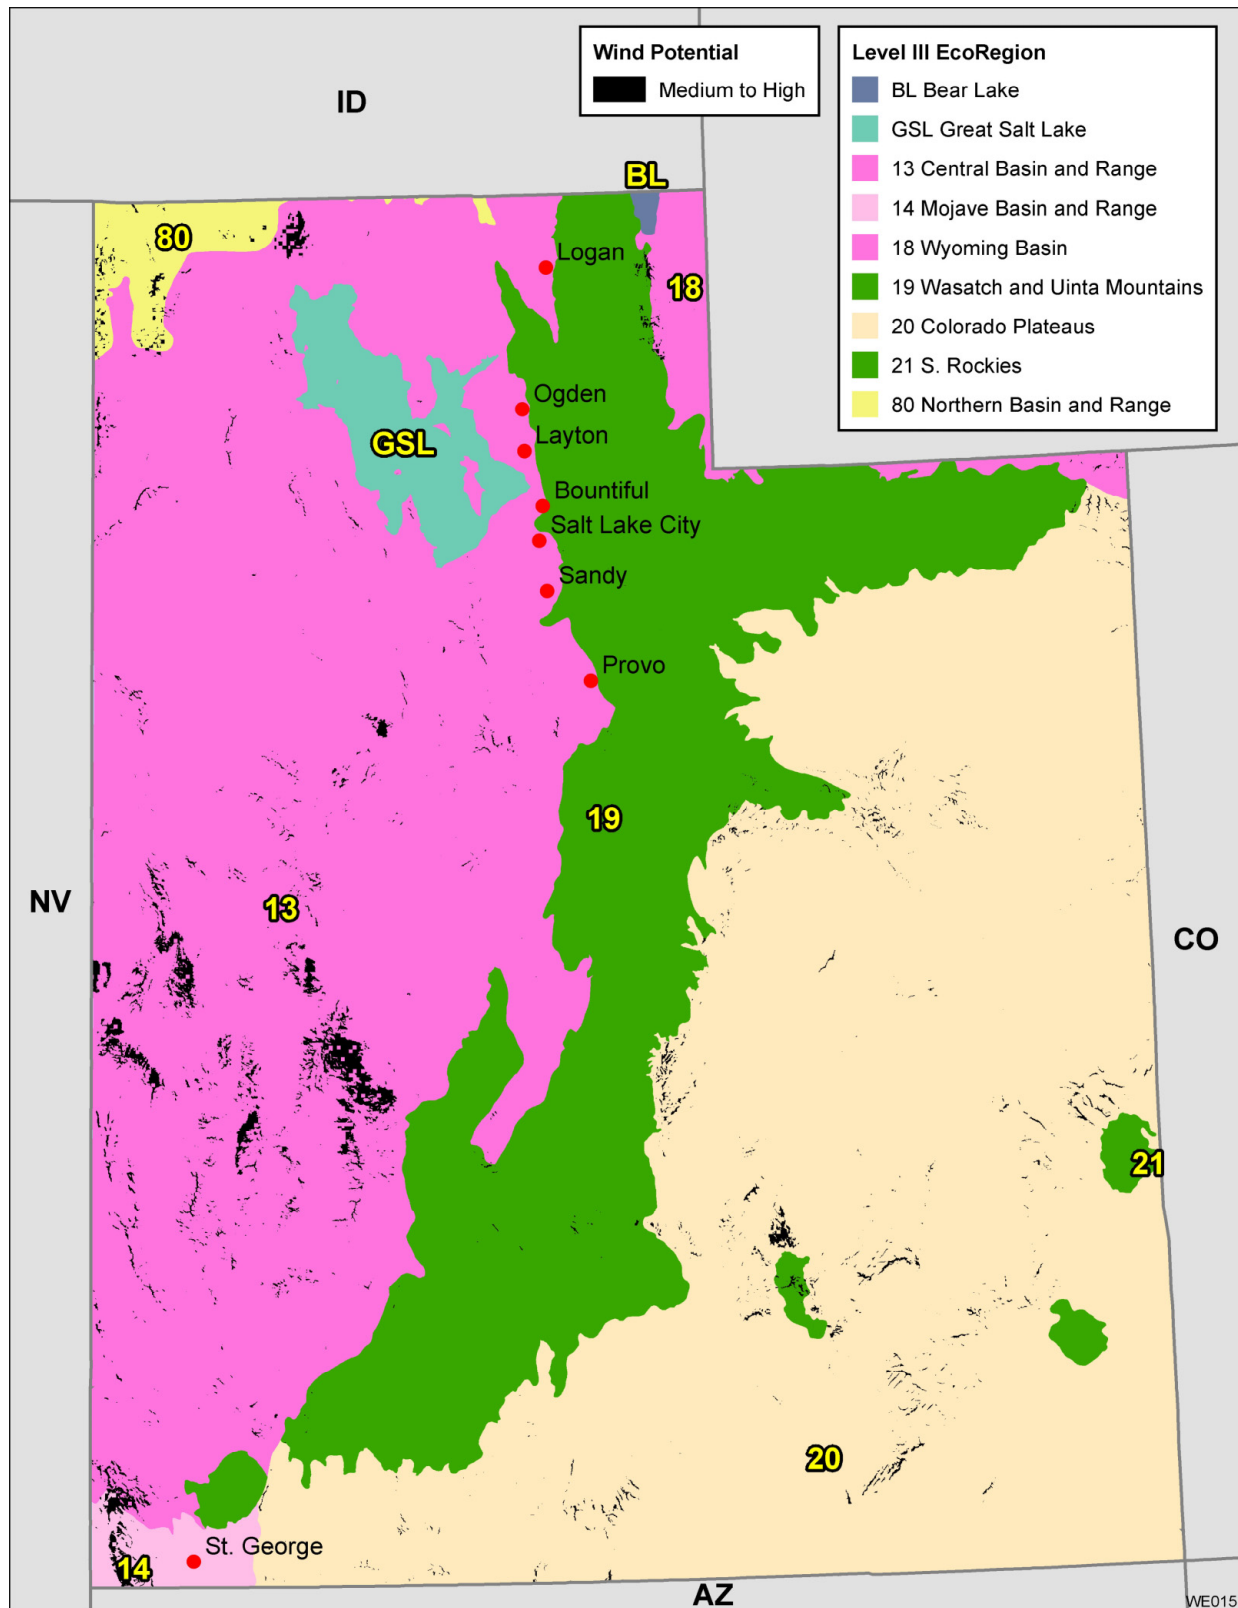 Wind Potential
Medium to High
Level III EcoRegion
BL Bear Lake
GSL Great Salt Lake
13 Central Basin and Range
14 Mojave Basin and Range
18 Wyoming Basin
19 Wasatch and Uinta Mountains
20 Colorado Plateaus
21 S. Rockies
80 Northern Basin and Range
ID
BL
80
Logan
18
Ogden
GSL
Layton
Bountiful
Salt Lake City
Sandy
Provo
19
NV
13
CO
21
20
St. George
14
AZ
WE015